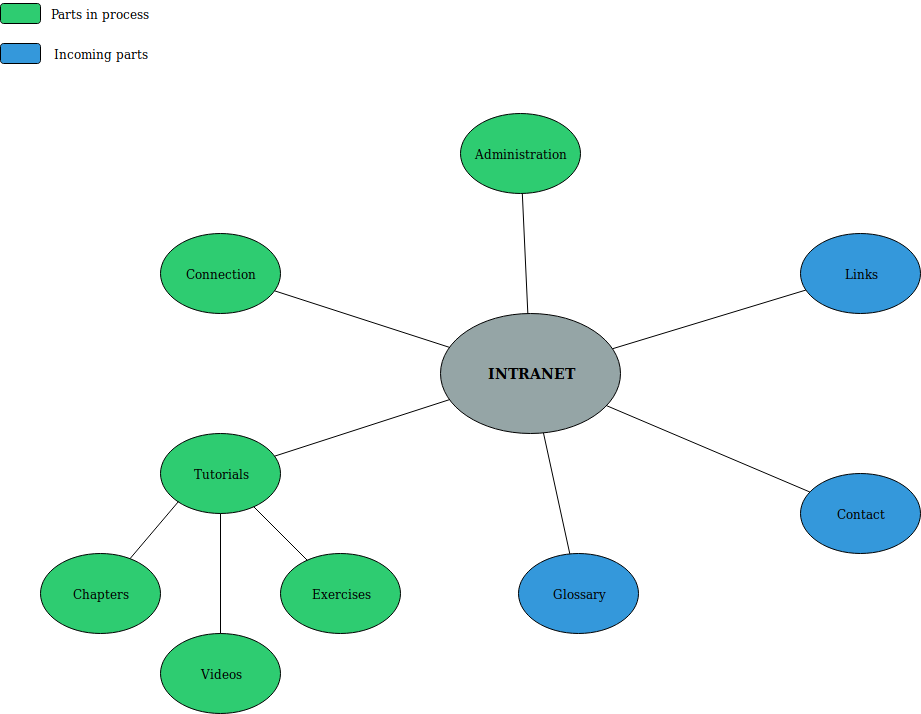 Parts in process
Incoming parts
Administration
Connection
Links
INTRANET
Tutorials
Contact
Chapters
Exercises
Glossary
Videos